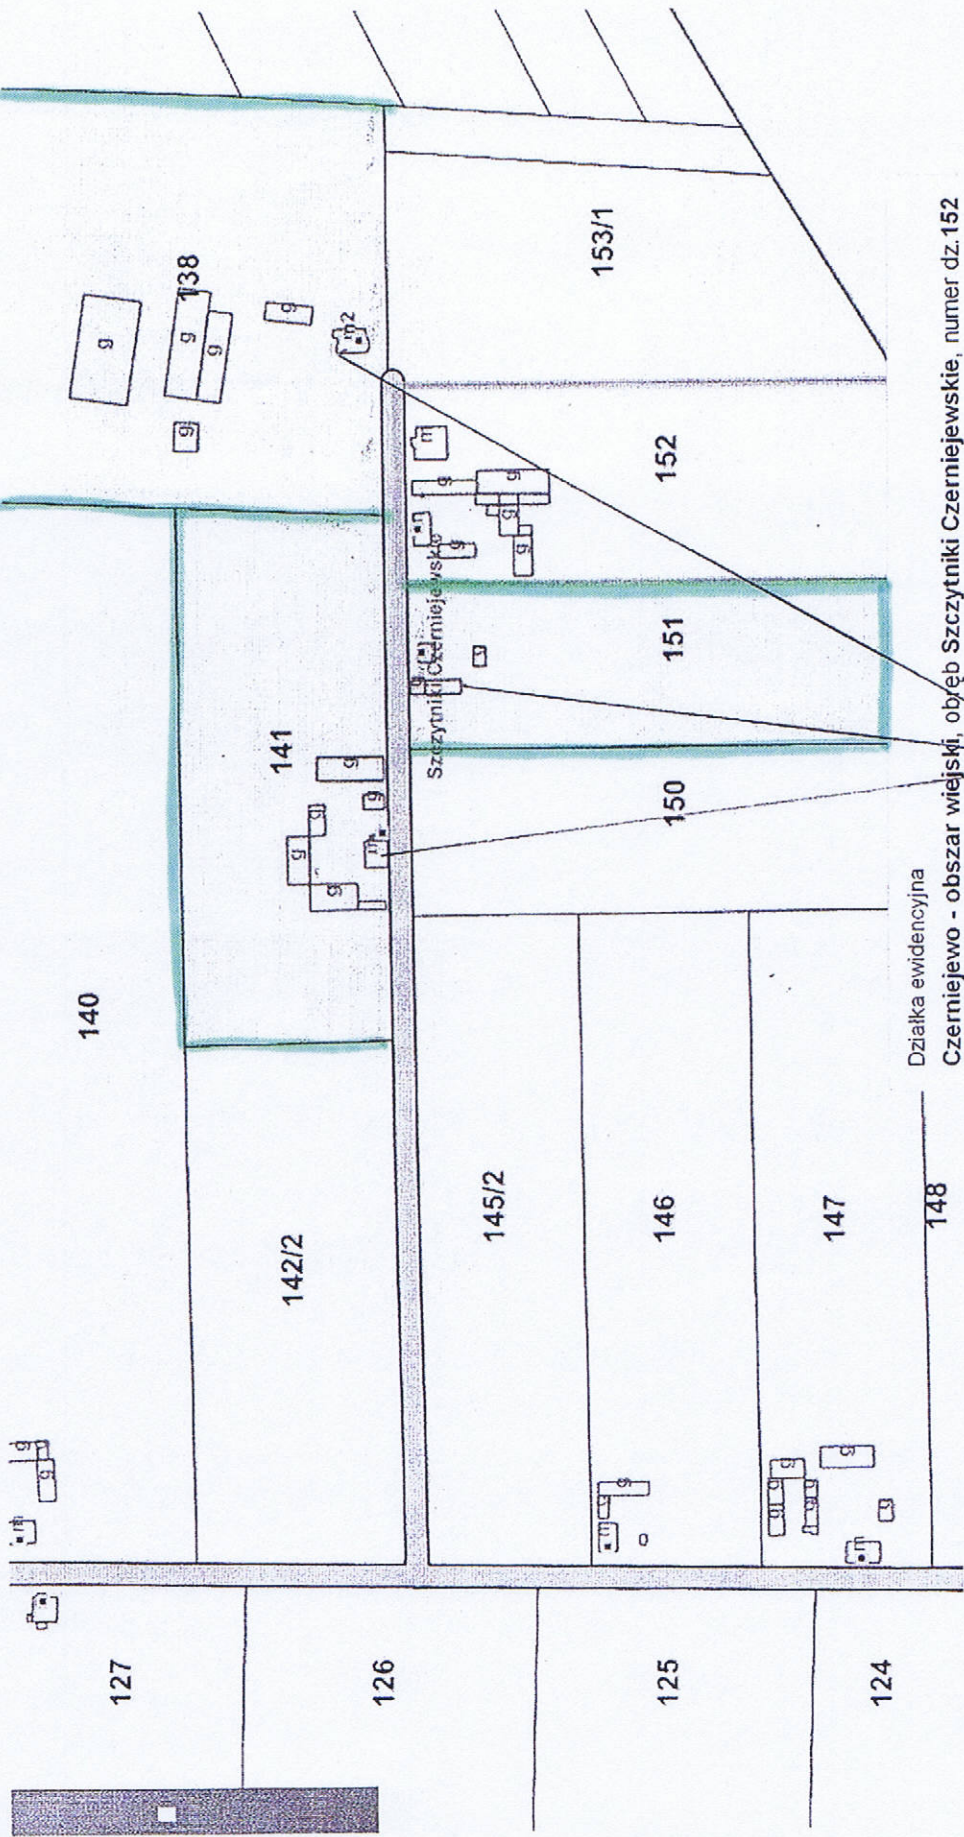 127
140
138
g
g
g
g
g
m2
126
142/2
141
g
g
g
g
g
m
Szczytniki Czerniejewskie
153/1
145/2
150
151
152
m
g
g
g
g
g
125
146
m
g
124
147
m
g
g
g
g
g
148
Działka ewidencyjna
Czerniejewo - obszar wiejski, obręb Szczytniki Czerniejewskie, numer dz.152